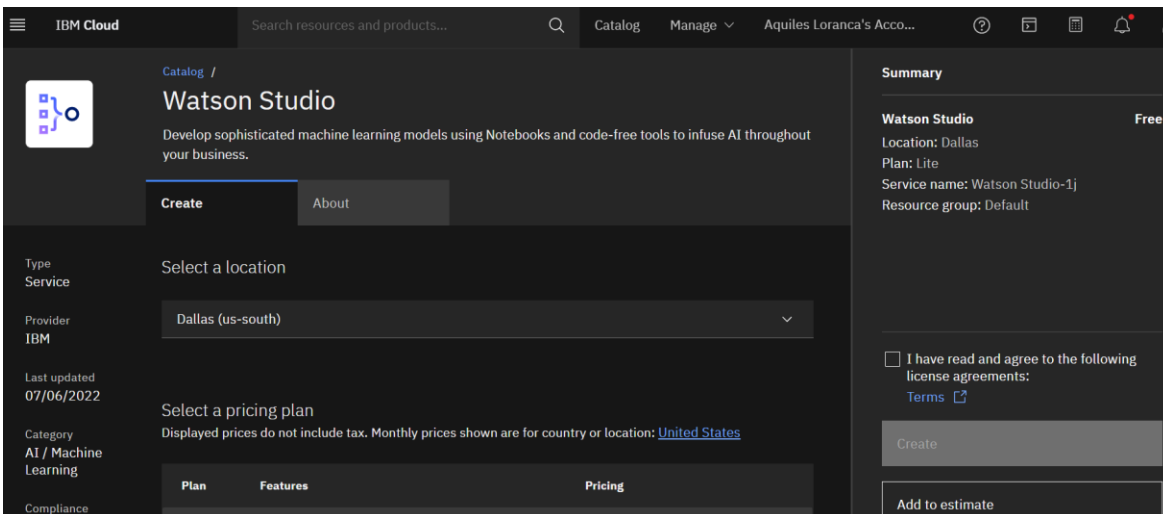 IBM Cloud
Search resources and products...
Catalog
Manage
Aquiles Loranca's Acco...
Catalog /
Watson Studio
Develop sophisticated machine learning models using Notebooks and code-free tools to infuse AI throughout
your business.
Create
About
Type
Service
Provider
IBM
Last updated
07/06/2022
Category
AI / Machine
Learning
Compliance
Select a location
Dallas (us-south)
Select a pricing plan
Displayed prices do not include tax. Monthly prices shown are for country or location: United States
Plan
Features
Pricing
Summary
Watson Studio
Free
Location: Dallas
Plan: Lite
Service name: Watson Studio-1j
Resource group: Default
I have read and agree to the following
license agreements:
Terms
Create
Add to estimate